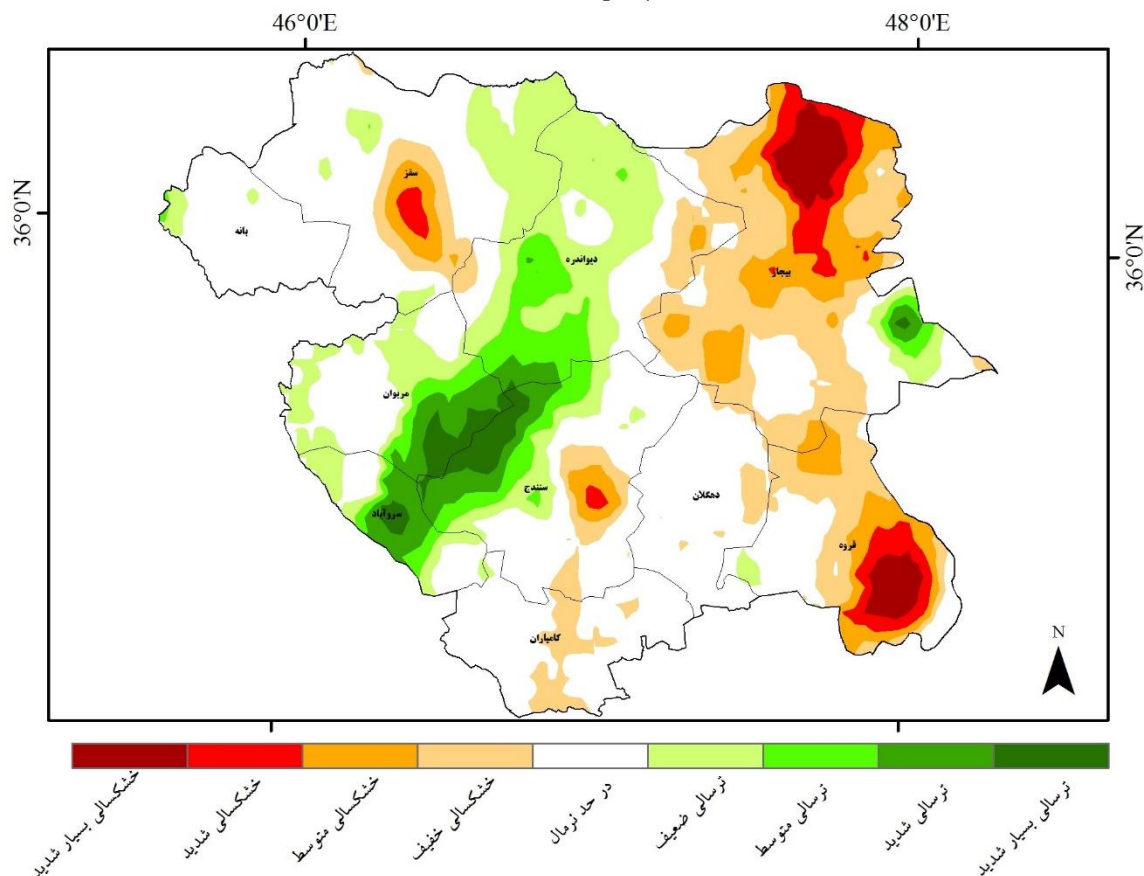 46°0'E
48°0'E
36°0'N
36°0'N
سقز
بانه
دیواندره
بیجار
مریوان
سنندج
دهگلان
سروآباد
قروه
کامیاران
N
خشکسالی بسیار شدید
خشکسالی شدید
خشکسالی متوسط
خشکسالی خفیف
در حد نرمال
ترسالی ضعیف
ترسالی متوسط
ترسالی شدید
ترسالی بسیار شدید